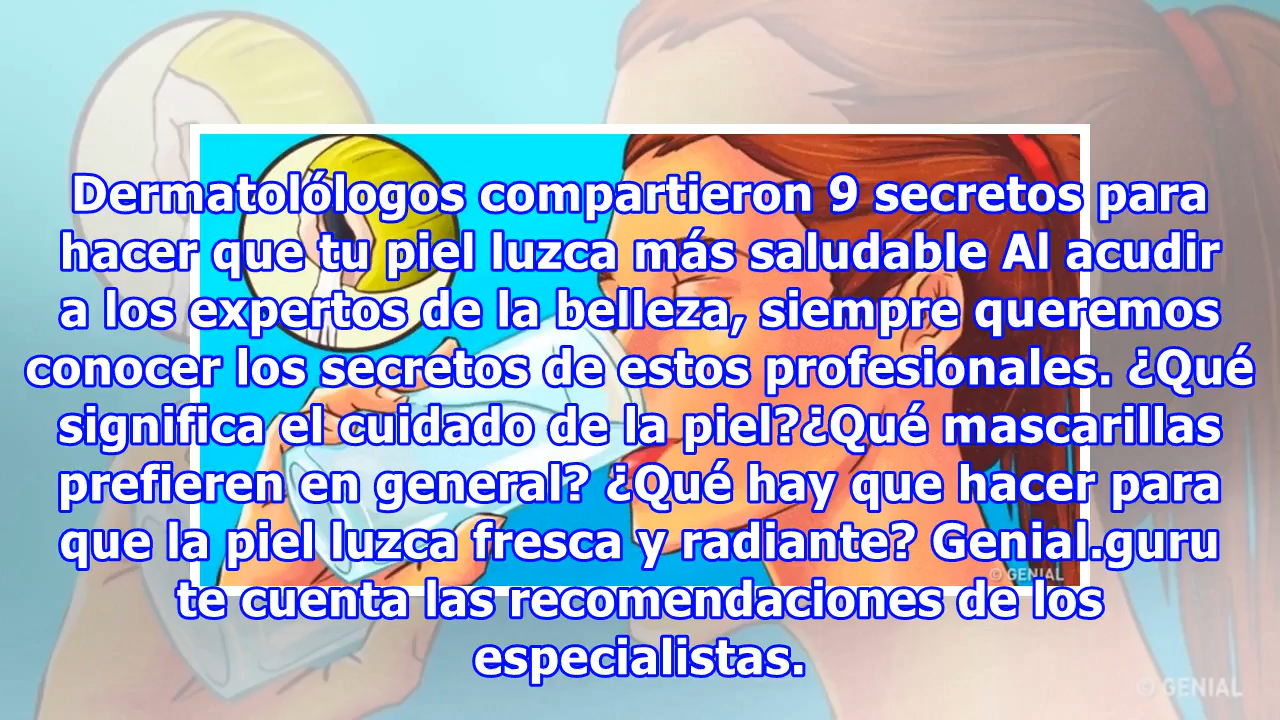 Dermatolólogos compartieron 9 secretos para
hacer que tu piel luzca más saludable Al acudir
a los expertos de la belleza, siempre queremos
conocer los secretos de estos profesionales. ¿Qué
significa el cuidado de la piel?¿Qué mascarillas
prefieren en general? ¿Qué hay que hacer para
que la piel luzca fresca y radiante? Genial.guru
te cuenta las recomendaciones de los
especialistas.
© GENIAL
© GENIAL